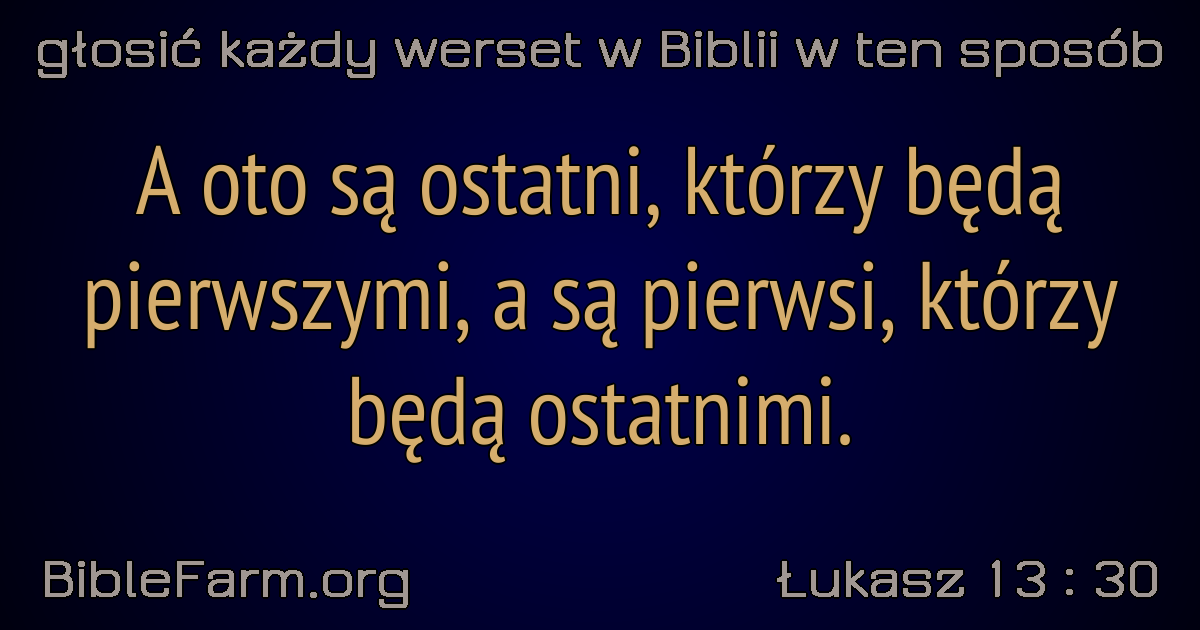 głosić każdy werset w Biblii w ten sposób
A oto są ostatni, którzy będą
pierwszymi, a są pierwsi, którzy
będą ostatnimi.
BibleFarm.org
Łukasz 13 : 30